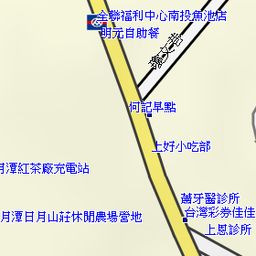 全聯福利中心南投魚池店
明元自助餐
何記早點
上好小吃部
月潭紅茶廠充電站
蕭牙醫診所
台灣彩券佳佳
月潭日月山莊休閒農場營地
上恩診所